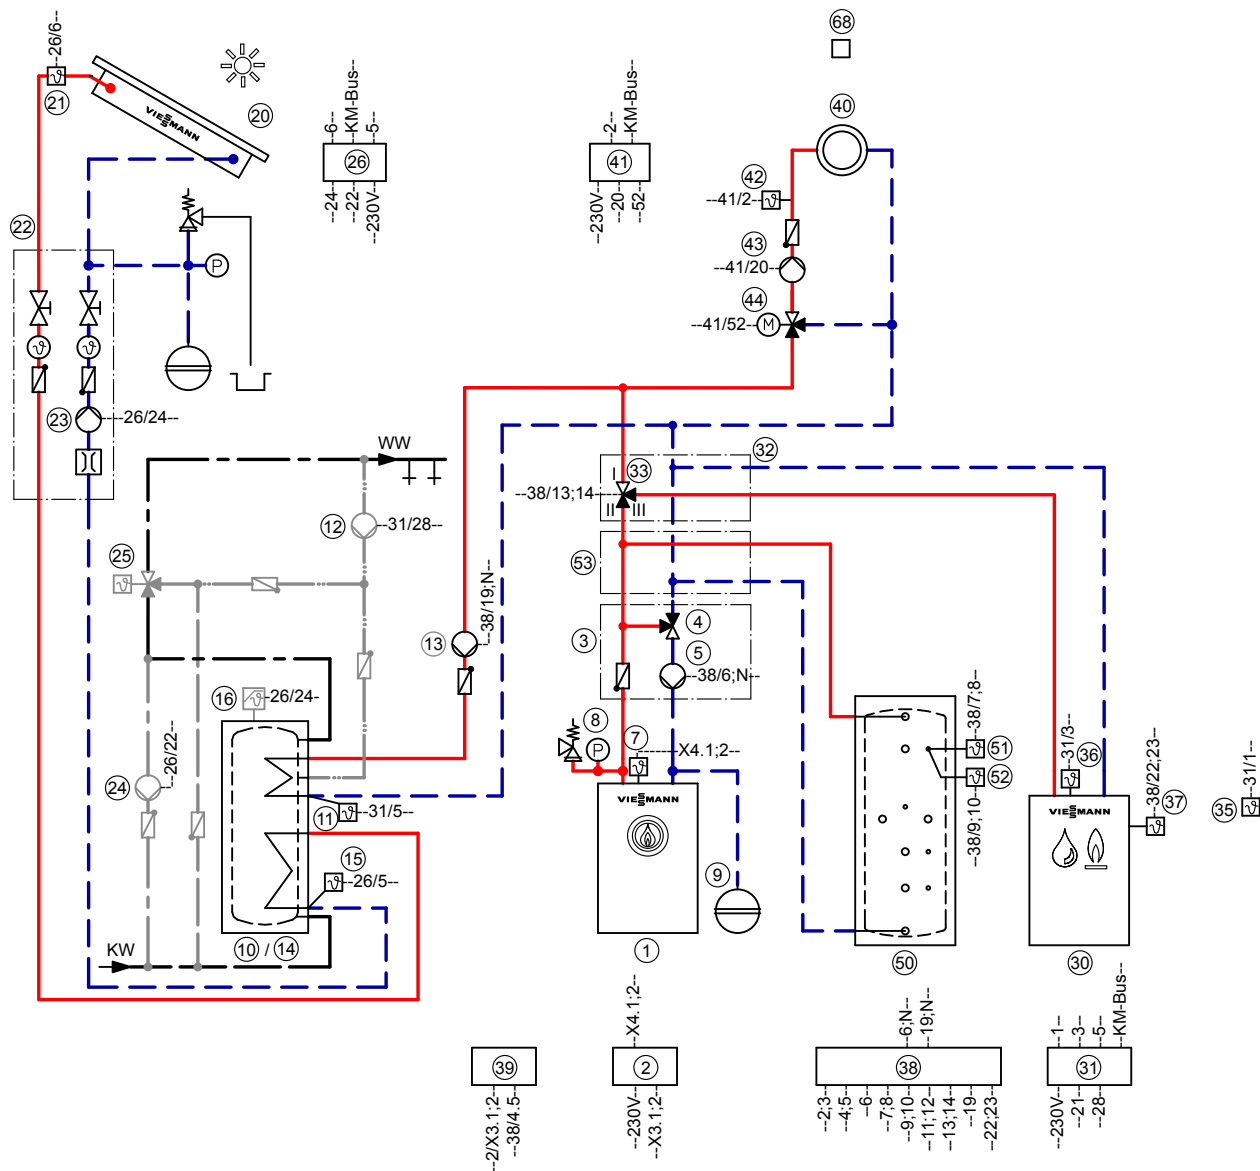 68
--26/6--
21
20
VIESSMANN
40
--6--
--KM-Bus--
--5--
26
--24--
--22--
--230V--
--2--
--KM-Bus--
41
--230V--
--20--
--52--
42
--41/2--
22
P
43
--41/20--
44
--41/52--
M
23
---26/24--
WW
32
33
I
--38/13;14--
II
III
12
--31/28--
25
53
--38/19;N--
13
3
4
5
--38/6;N--
16
--26/24-
8
P
7
-------X4.1;2--
--38/7;8--
51
52
--38/9;10--
--31/3--
36
--38/22;23--
37
--31/1--
35
--26/22--
24
VIESSMANN
VIESSMANN
11
--31/5--
15
--26/5--
9
KW
10 / 14
1
50
30
--X4.1;2--
--6;N--
--19;N--
--1--
--3--
--5--
--KM-Bus--
39
2
38
31
--2/X3.1;2--
--38/4.5--
--230V--
--X3.1;2--
--2;3--
--4;5--
--6--
--7;8--
--9;10--
--11;12--
--13;14--
--19--
--22;23--
--230V--
--21--
--28--